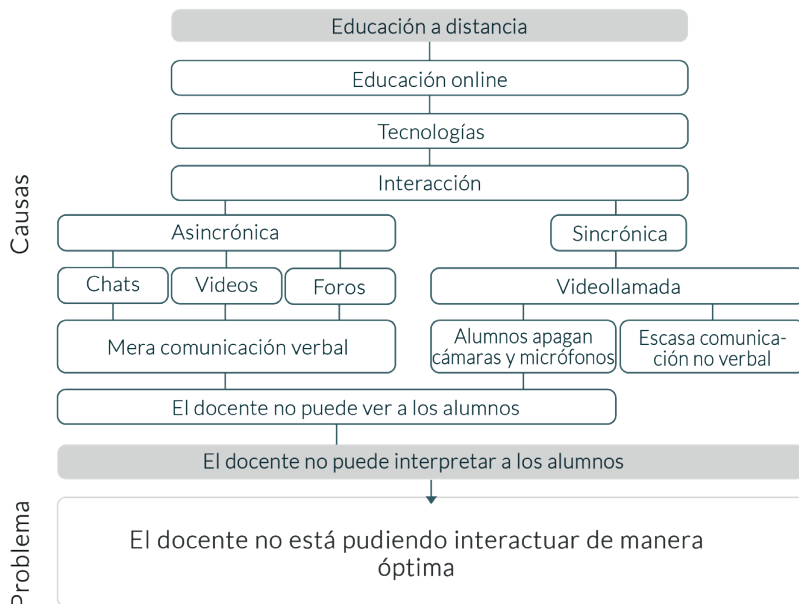 Educación a distancia
Educación online
Tecnologías
Interacción
Causas
Asincrónica
Sincrónica
Chats
Videos
Foros
Videollamada
Mera comunicación verbal
Alumnos apagan
cámaras y micrófonos
Escasa comunica-
ción no verbal
El docente no puede ver a los alumnos
El docente no puede interpretar a los alumnos
Problema
El docente no está pudiendo interactuar de manera
óptima